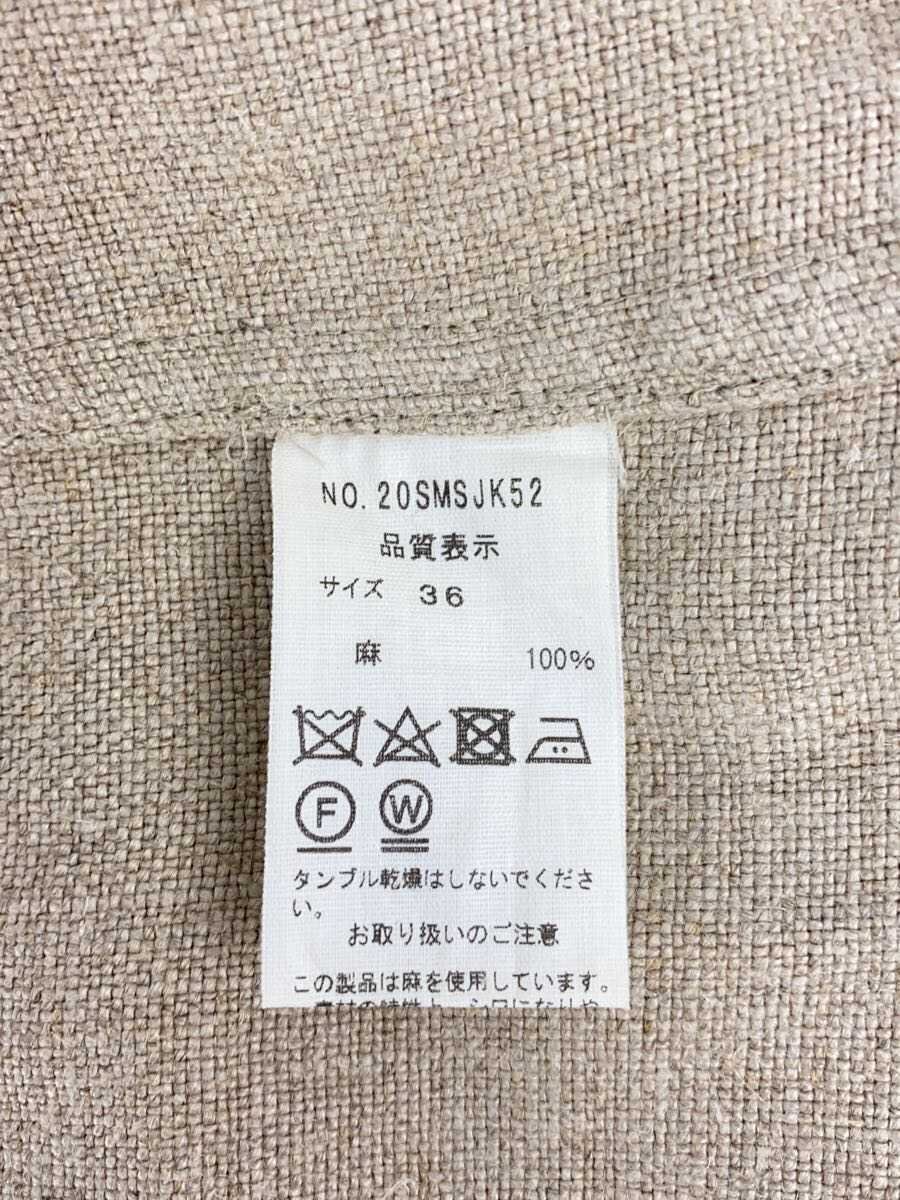 NO. 20SMSJK52
品質表示
サイズ 36
麻 100%
F W
タンブル乾燥はしないでくださ
い。
お取り扱いのご注意
この製品は麻を使用しています。